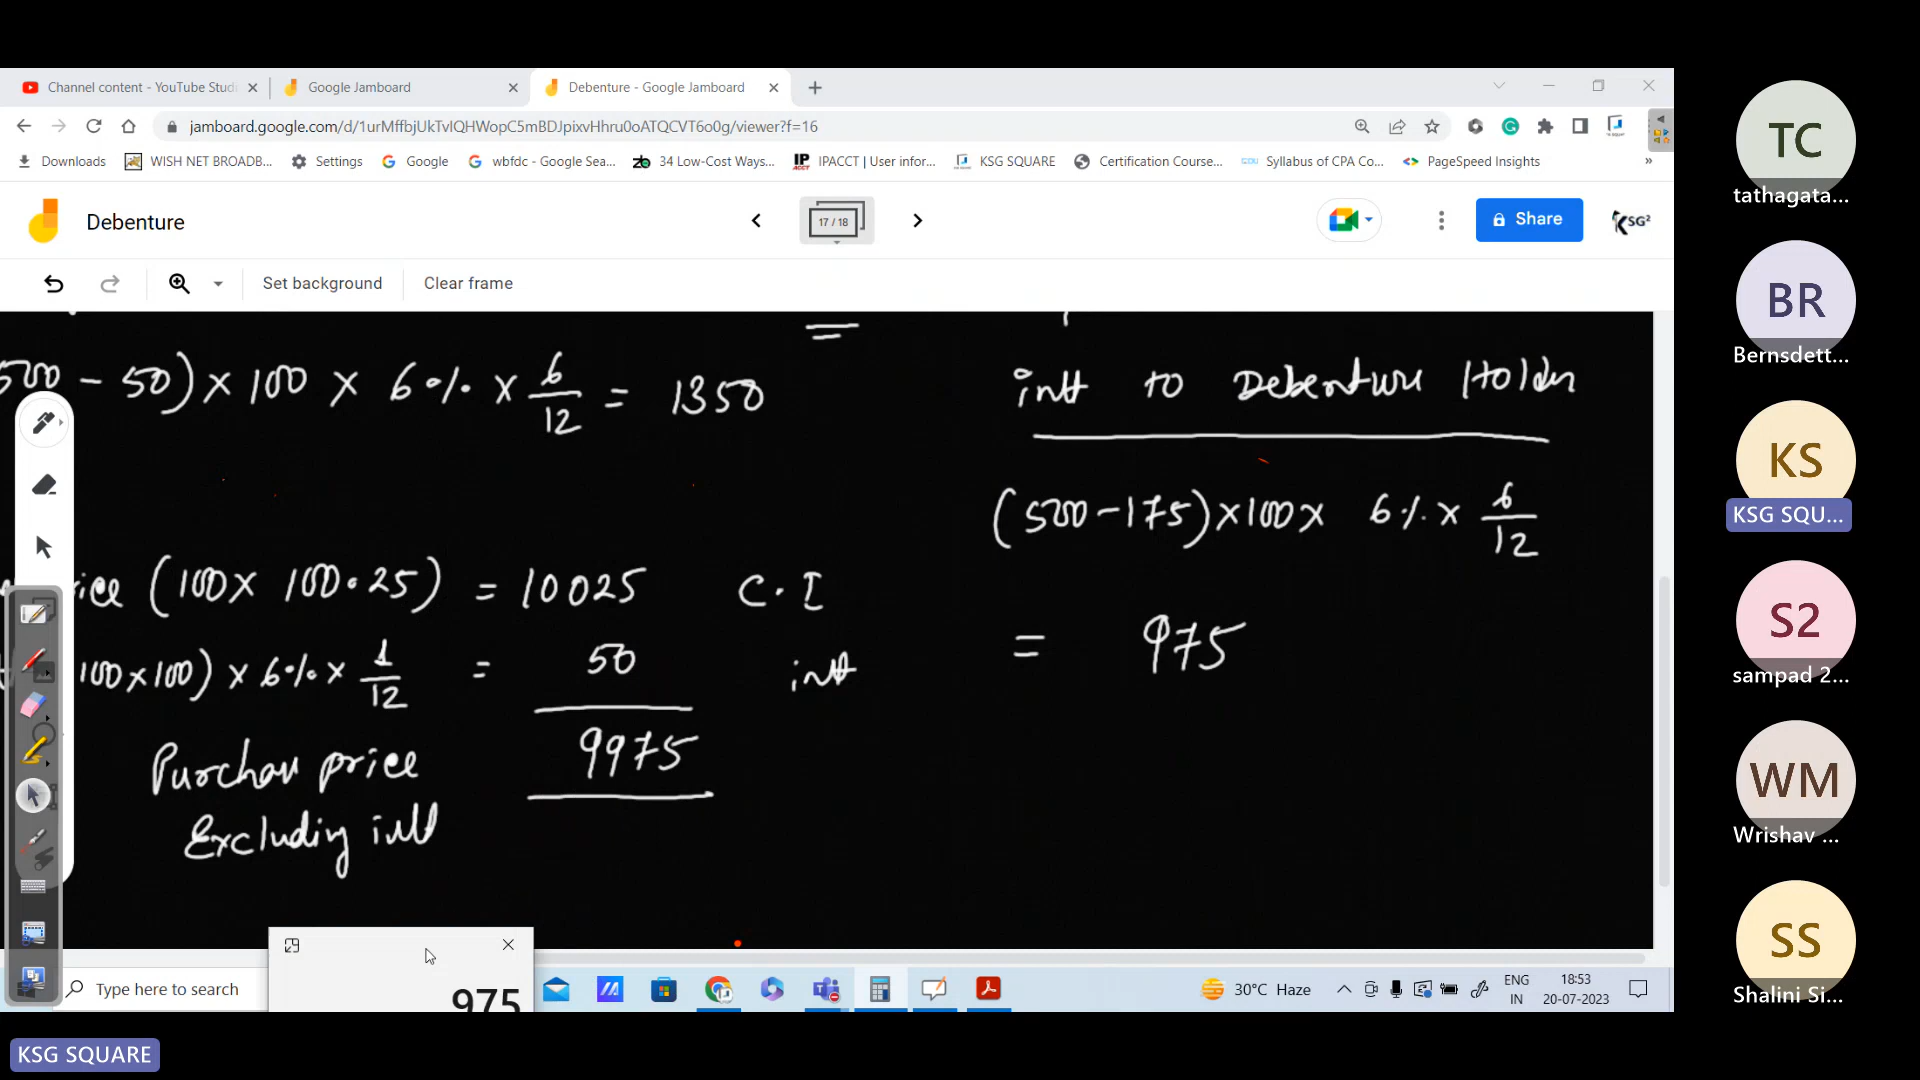 Channel content - YouTube Studi
Google Jamboard
Debenture - Google Jamboard
jamboard.google.com/d/1urMffbjUkTvIQHWopC5mBDJpixvHhru0oATQCVT6o0g/viewer?f=16
Downloads
WISH NET BROADB...
Settings
Google
wbfdc - Google Sea...
34 Low-Cost Ways...
IPACCT | User infor...
KSG SQUARE
Certification Course...
Syllabus of CPA Co...
PageSpeed Insights
»
Debenture
17 / 18
Share
KSG²
Set background
Clear frame
500 - 50) × 100 × 6% × 6/12 = 1350
intt to Debenture Holder
(500-175)×100× 6% × 6/12
= 975
rice (100× 100.25) = 10025 C.I
100×100) × 6% × 1/12 = 50 intt
Purchase price 9975
Excluding intt
975
Type here to search
30°C Haze
ENG
IN
18:53
20-07-2023
TC
tathagata...
BR
Bernsdett...
KS
KSG SQU...
S2
sampad 2...
WM
Wrishav ...
SS
Shalini Si...
KSG SQUARE